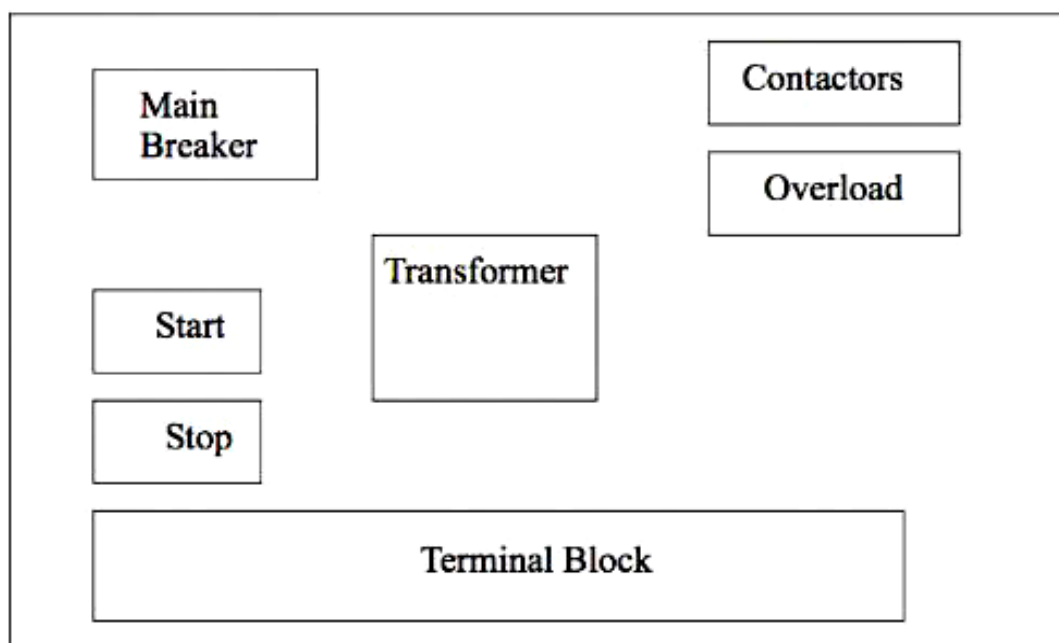 Main
Breaker
Contactors
Overload
Transformer
Start
Stop
Terminal Block